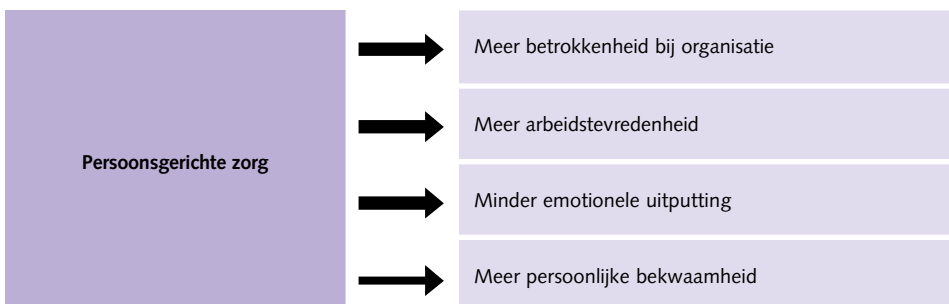 Persoonsgerichte zorg
Meer betrokkenheid bij organisatie
Meer arbeidstevredenheid
Minder emotionele uitputting
Meer persoonlijke bekwaamheid